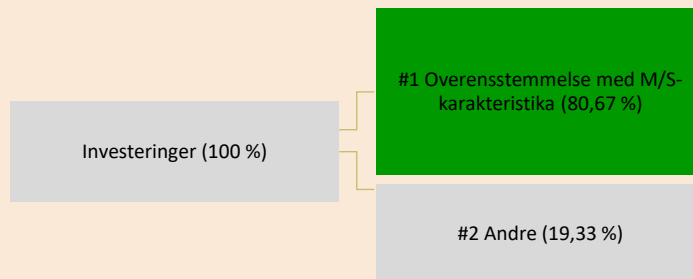 #1 Overensstemmelse med M/S-
karakteristika (80,67 %)
Investeringer (100 %)
#2 Andre (19,33 %)